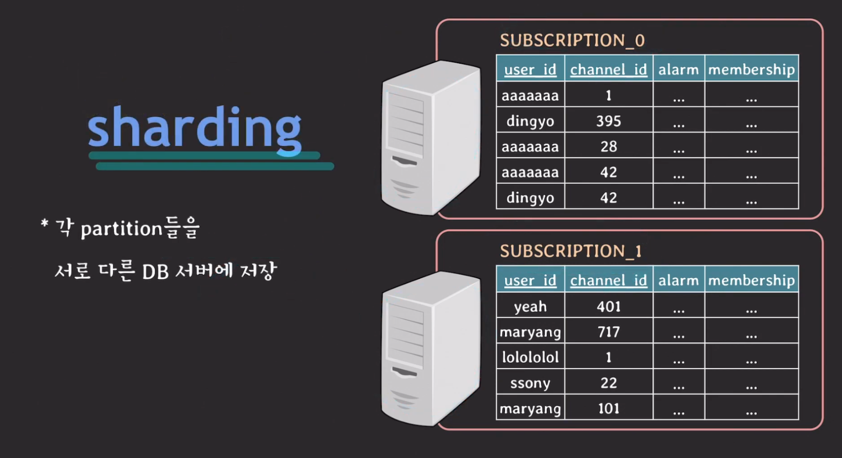 sharding
* 각 partition들을
서로 다른 DB 서버에 저장
SUBSCRIPTION_0
user_id channel_id alarm membership
aaaaaaa 1 ... ...
dingyo 395 ... ...
aaaaaaa 28 ... ...
aaaaaaa 42 ... ...
dingyo 42 ... ...
SUBSCRIPTION_1
user_id channel_id alarm membership
yeah 401 ... ...
maryang 717 ... ...
lolololol 1 ... ...
ssony 22 ... ...
maryang 101 ... ...